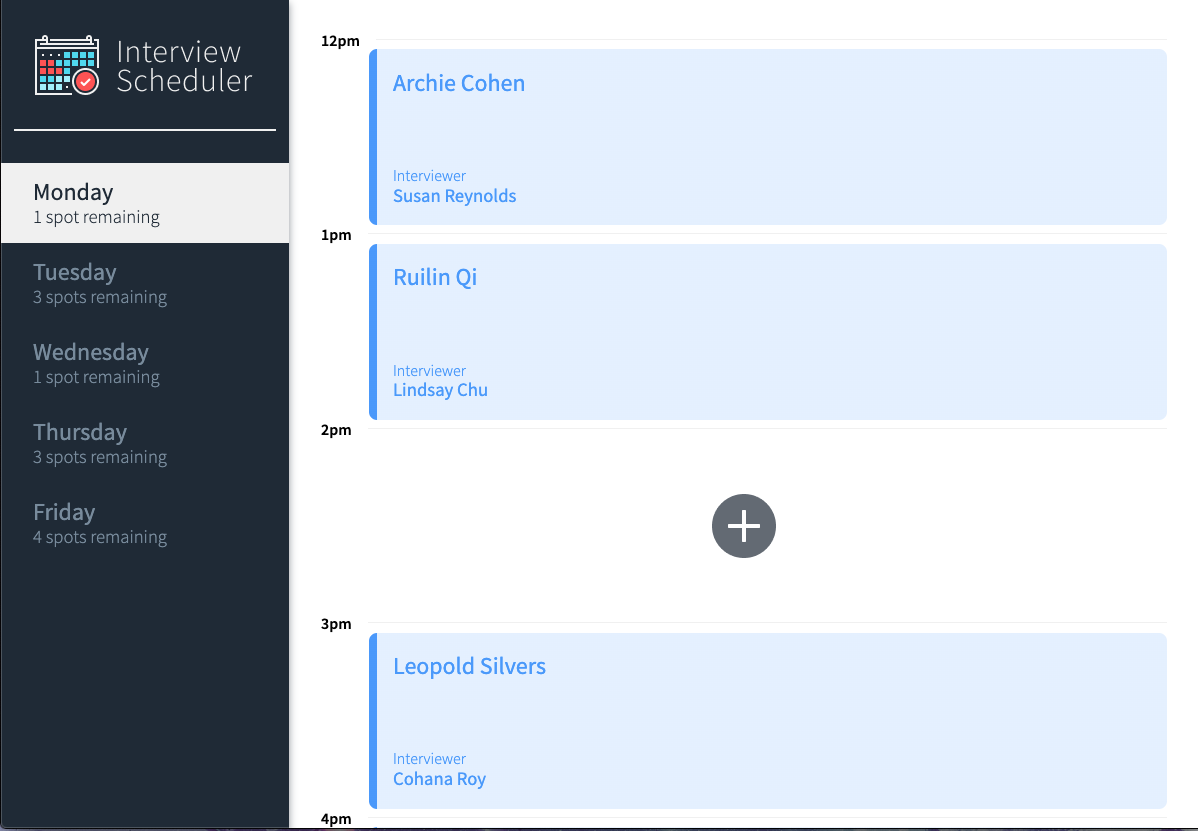 Interview
Scheduler
Monday
1 spot remaining
Tuesday
3 spots remaining
Wednesday
1 spot remaining
Thursday
3 spots remaining
Friday
4 spots remaining
12pm
Archie Cohen
Interviewer
Susan Reynolds
1pm
Ruilin Qi
Interviewer
Lindsay Chu
2pm
3pm
Leopold Silvers
Interviewer
Cohana Roy
4pm